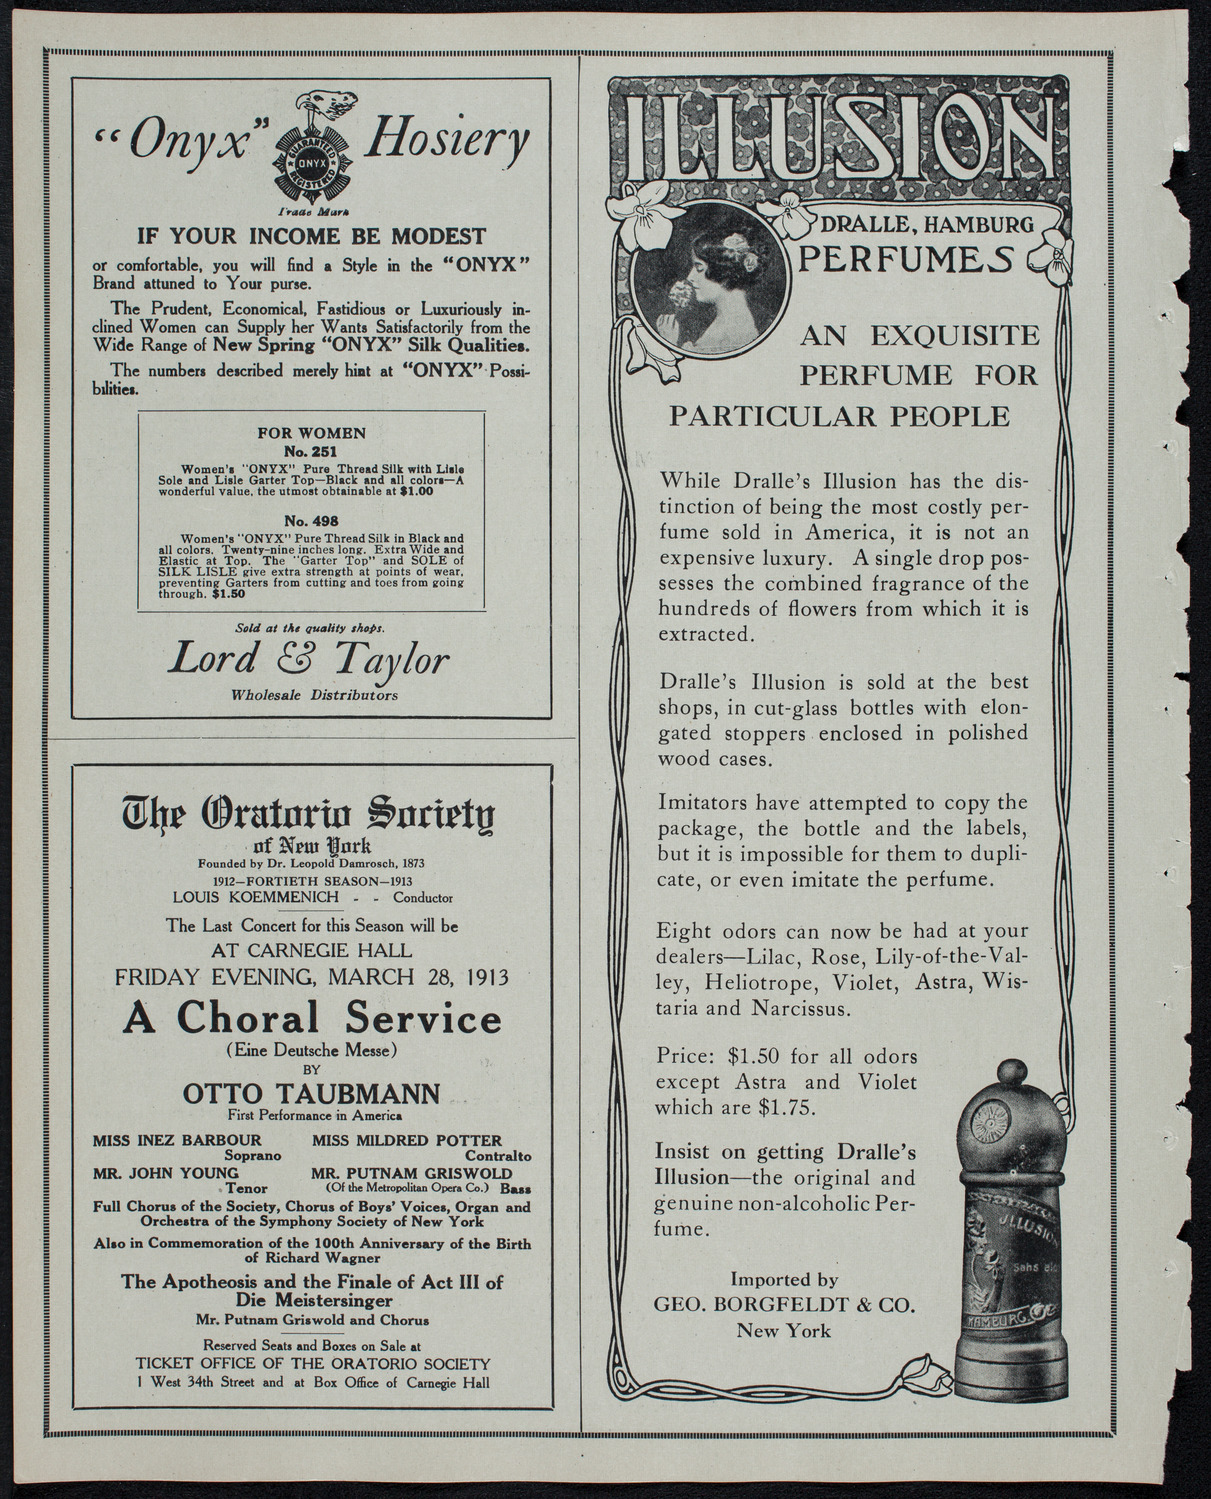 "Onyx" Hosiery
GUARANTEED
ONYX
REGISTERED
Trade Mark
IF YOUR INCOME BE MODEST
or comfortable, you will find a Style in the "ONYX"
Brand attuned to Your purse.
The Prudent, Economical, Fastidious or Luxuriously in-
clined Women can Supply her Wants Satisfactorily from the
Wide Range of New Spring "ONYX" Silk Qualities.
The numbers described merely hint at "ONYX" Possi-
bilities.
FOR WOMEN
No. 251
Women's "ONYX" Pure Thread Silk with Lisle
Sole and Lisle Garter Top—Black and all colors—A
wonderful value, the utmost obtainable at $1.00
No. 498
Women's "ONYX" Pure Thread Silk in Black and
all colors. Twenty-nine inches long. Extra Wide and
Elastic at Top. The "Garter Top" and SOLE of
SILK LISLE give extra strength at points of wear,
preventing Garters from cutting and toes from going
through. $1.50
Sold at the quality shops.
Lord & Taylor
Wholesale Distributors
The Oratorio Society
of New York
Founded by Dr. Leopold Damrosch, 1873
1912—FORTIETH SEASON—1913
LOUIS KOEMMENICH - - Conductor
The Last Concert for this Season will be
AT CARNEGIE HALL
FRIDAY EVENING, MARCH 28, 1913
A Choral Service
(Eine Deutsche Messe)
BY
OTTO TAUBMANN
First Performance in America
MISS INEZ BARBOUR
Soprano
MISS MILDRED POTTER
Contralto
MR. JOHN YOUNG
Tenor
MR. PUTNAM GRISWOLD
(Of the Metropolitan Opera Co.) Bass
Full Chorus of the Society, Chorus of Boys' Voices, Organ and
Orchestra of the Symphony Society of New York
Also in Commemoration of the 100th Anniversary of the Birth
of Richard Wagner
The Apotheosis and the Finale of Act III of
Die Meistersinger
Mr. Putnam Griswold and Chorus
Reserved Seats and Boxes on Sale at
TICKET OFFICE OF THE ORATORIO SOCIETY
1 West 34th Street and at Box Office of Carnegie Hall
ILLUSION
DRALLE, HAMBURG
PERFUMES
AN EXQUISITE
PERFUME FOR
PARTICULAR PEOPLE
While Dralle's Illusion has the dis-
tinction of being the most costly per-
fume sold in America, it is not an
expensive luxury. A single drop pos-
sesses the combined fragrance of the
hundreds of flowers from which it is
extracted.
Dralle's Illusion is sold at the best
shops, in cut-glass bottles with elon-
gated stoppers enclosed in polished
wood cases.
Imitators have attempted to copy the
package, the bottle and the labels,
but it is impossible for them to dupli-
cate, or even imitate the perfume.
Eight odors can now be had at your
dealers—Lilac, Rose, Lily-of-the-Val-
ley, Heliotrope, Violet, Astra, Wis-
taria and Narcissus.
Price: $1.50 for all odors
except Astra and Violet
which are $1.75.
Insist on getting Dralle's
Illusion—the original and
genuine non-alcoholic Per-
fume.
Imported by
GEO. BORGFELDT & CO.
New York
ILLUSION
HAMBURG